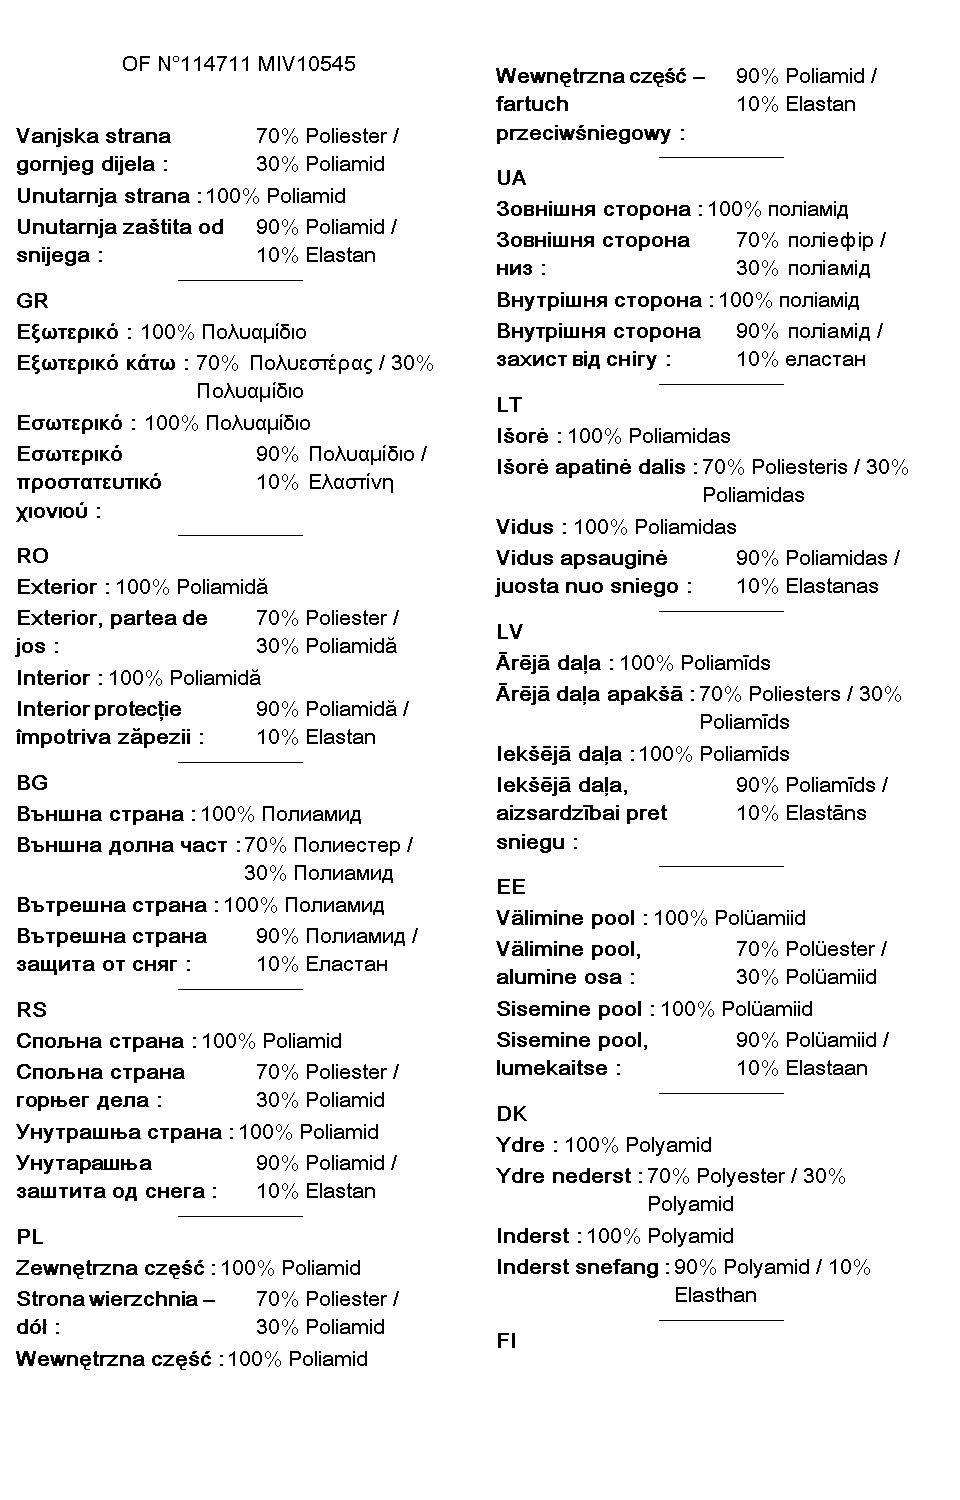 OF N°114711 MIV10545
Vanjska strana 70% Poliester /
gornjeg dijela : 30% Poliamid
Unutarnja strana : 100% Poliamid
Unutarnja zaštita od 90% Poliamid /
snijega : 10% Elastan
GR
Εξωτερικό : 100% Πολυαμίδιο
Εξωτερικό κάτω : 70% Πολυεστέρας / 30%
Πολυαμίδιο
Εσωτερικό : 100% Πολυαμίδιο
Εσωτερικό 90% Πολυαμίδιο /
προστατευτικό 10% Ελαστίνη
χιονιού :
RO
Exterior : 100% Poliamidă
Exterior, partea de 70% Poliester /
jos : 30% Poliamidă
Interior : 100% Poliamidă
Interior protecție 90% Poliamidă /
împotriva zăpezii : 10% Elastan
BG
Външна страна : 100% Полиамид
Външна долна част : 70% Полиестер /
30% Полиамид
Вътрешна страна : 100% Полиамид
Вътрешна страна 90% Полиамид /
защита от сняг : 10% Еластан
RS
Спољна страна : 100% Poliamid
Спољна страна 70% Poliester /
горњег дела : 30% Poliamid
Унутрашња страна : 100% Poliamid
Унутарашња 90% Poliamid /
заштита од снега : 10% Elastan
PL
Zewnętrzna część : 100% Poliamid
Strona wierzchnia – 70% Poliester /
dół : 30% Poliamid
Wewnętrzna część : 100% Poliamid
Wewnętrzna część – 90% Poliamid /
fartuch 10% Elastan
przeciwśniegowy :
UA
Зовнішня сторона : 100% поліамід
Зовнішня сторона 70% поліефір /
низ : 30% поліамід
Внутрішня сторона : 100% поліамід
Внутрішня сторона 90% поліамід /
захист від снігу : 10% еластан
LT
Išorė : 100% Poliamidas
Išorė apatinė dalis : 70% Poliesteris / 30%
Poliamidas
Vidus : 100% Poliamidas
Vidus apsauginė 90% Poliamidas /
juosta nuo sniego : 10% Elastanas
LV
Ārējā daļa : 100% Poliamīds
Ārējā daļa apakšā : 70% Poliesters / 30%
Poliamīds
Iekšējā daļa : 100% Poliamīds
Iekšējā daļa, 90% Poliamīds /
aizsardzībai pret 10% Elastāns
sniegu :
EE
Välimine pool : 100% Polüamiid
Välimine pool, 70% Polüester /
alumine osa : 30% Polüamiid
Sisemine pool : 100% Polüamiid
Sisemine pool, 90% Polüamiid /
lumekaitse : 10% Elastaan
DK
Ydre : 100% Polyamid
Ydre nederst : 70% Polyester / 30%
Polyamid
Inderst : 100% Polyamid
Inderst snefang : 90% Polyamid / 10%
Elasthan
FI